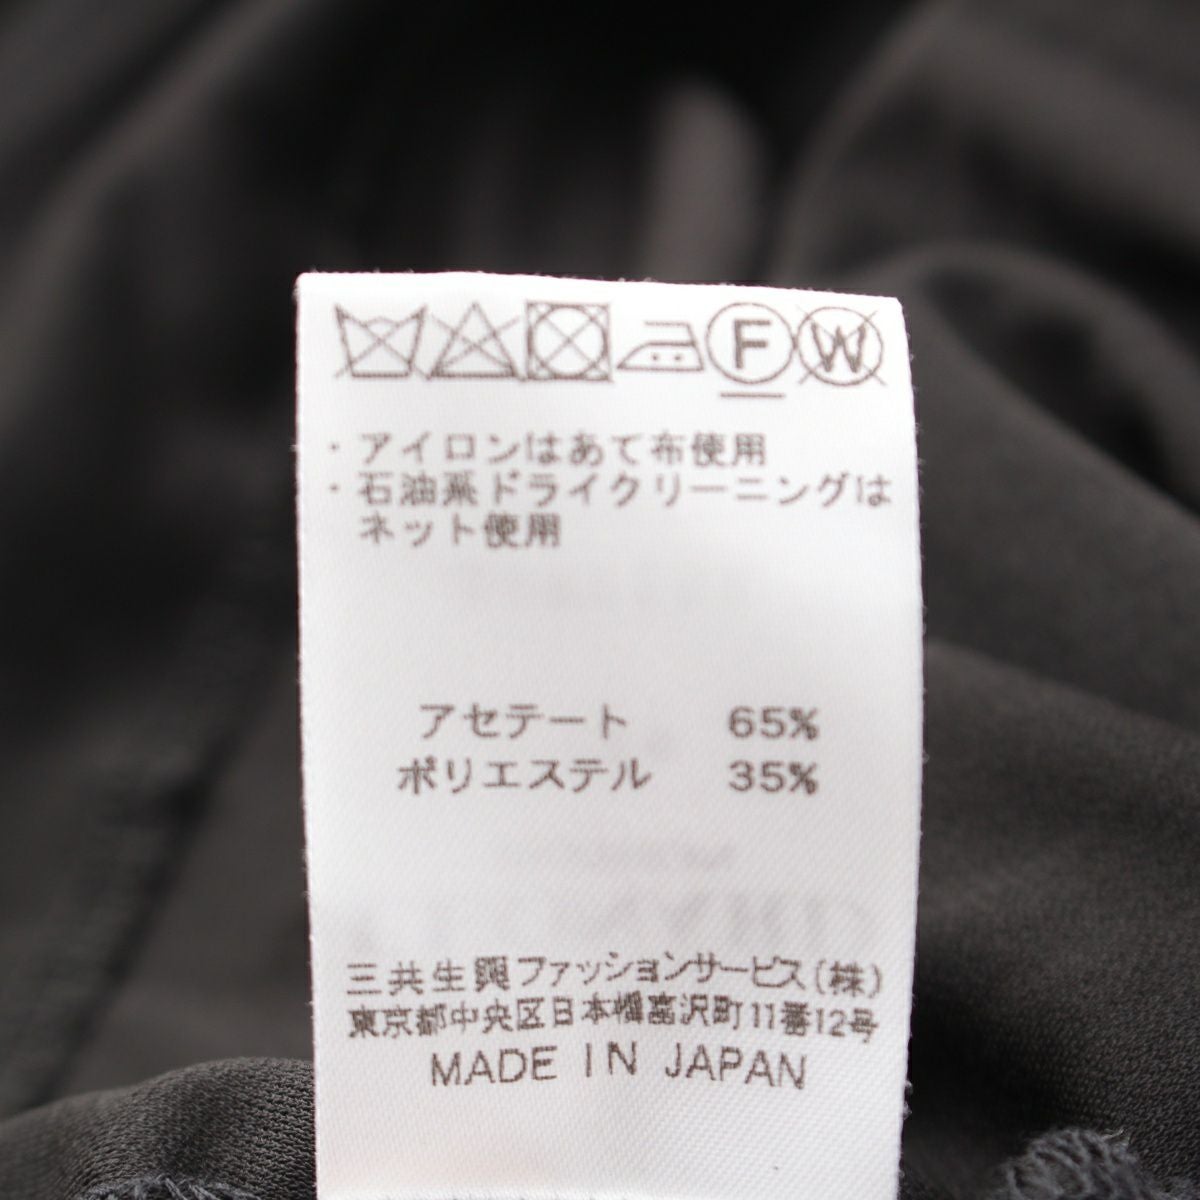 F W
・アイロンはあて布使用
・石油系ドライクリーニングは
ネット使用
アセテート 65%
ポリエステル 35%
三共生興ファッションサービス(株)
東京都中央区日本橋富沢町11番12号
MADE IN JAPAN